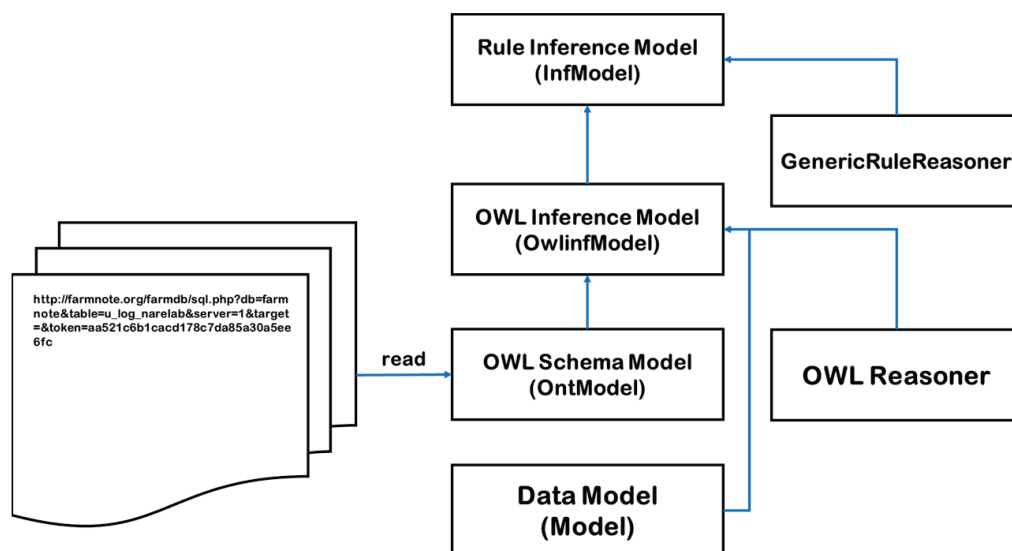 Rule Inference Model
(InfModel)
GenericRuleReasoner
OWL Inference Model
(OwlinfModel)
http://farmnote.org/farmdb/sql.php?db=farm
note&table=u_log_narelab&server=1&target
=&token=aa521c6b1cacd178c7da85a30a5ee
6fc
read
OWL Schema Model
(OntModel)
OWL Reasoner
Data Model
(Model)